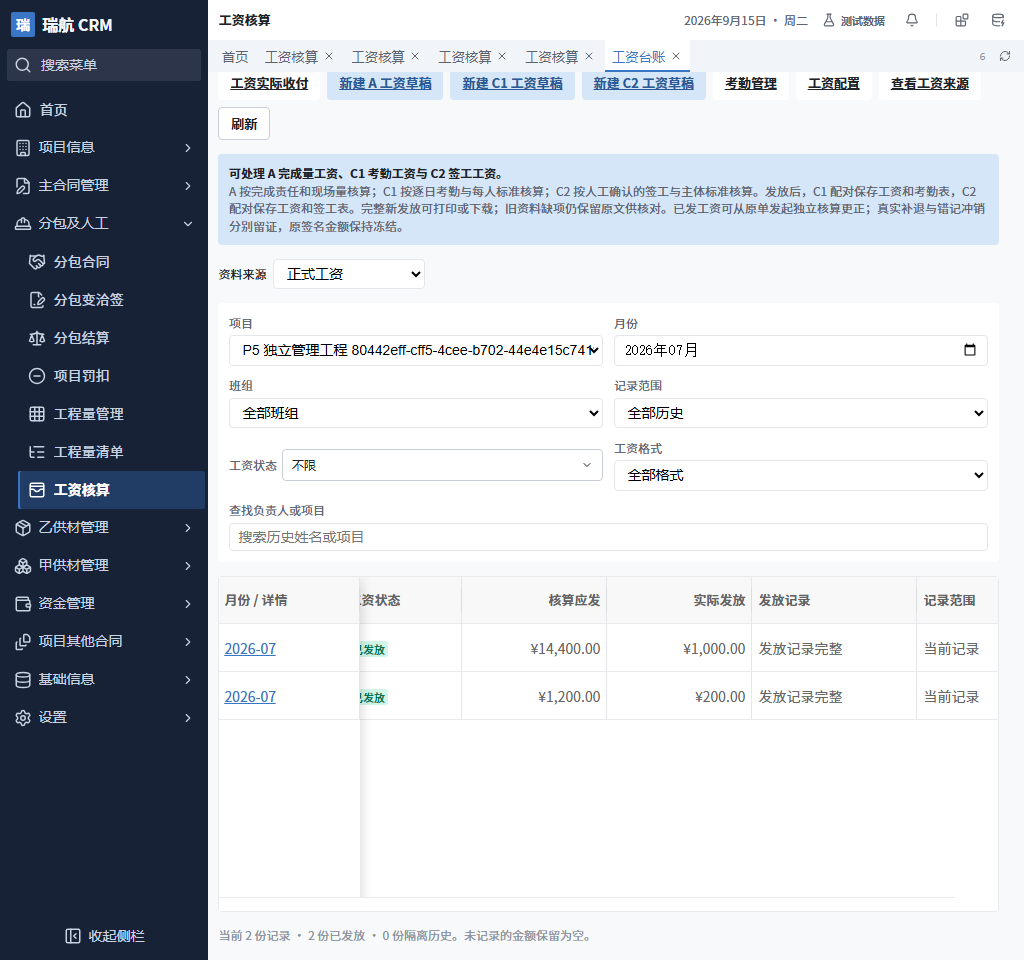 瑞 瑞航 CRM
搜索菜单
首页
项目信息
主合同管理
分包及人工
分包合同
分包变洽签
分包结算
项目罚扣
工程量管理
工程量清单
工资核算
乙供材管理
甲供材管理
资金管理
项目其他合同
基础信息
设置
收起侧栏
工资核算
2026年9月15日 · 周二 测试数据
首页 工资核算 × 工资核算 × 工资核算 × 工资核算 × 工资台账 × 6
工资实际收付 新建 A 工资草稿 新建 C1 工资草稿 新建 C2 工资草稿 考勤管理 工资配置 查看工资来源
刷新
可处理 A 完成量工资、C1 考勤工资与 C2 签工工资。
A 按完成责任和现场量核算；C1 按逐日考勤与每人标准核算；C2 按人工确认的签工与主体标准核算。发放后，C1 配对保存工资和考勤表，C2
配对保存工资和签工表。完整新发放可打印或下载；旧资料缺项仍保留原文供核对。已发工资可从原单发起独立核算更正；真实补退与错记冲销
分别留证，原签名金额保持冻结。
资料来源 正式工资
项目 月份
P5 独立管理工程 80442eff-cff5-4cee-b702-44e4e15c741 2026年07月
班组 记录范围
全部班组 全部历史
工资状态 不限 工资格式
全部格式
查找负责人或项目
搜索历史姓名或项目
月份 / 详情 资状态 核算应发 实际发放 发放记录 记录范围
2026-07 已发放 ¥14,400.00 ¥1,000.00 发放记录完整 当前记录
2026-07 已发放 ¥1,200.00 ¥200.00 发放记录完整 当前记录
当前 2 份记录 · 2 份已发放 · 0 份隔离历史。未记录的金额保留为空。